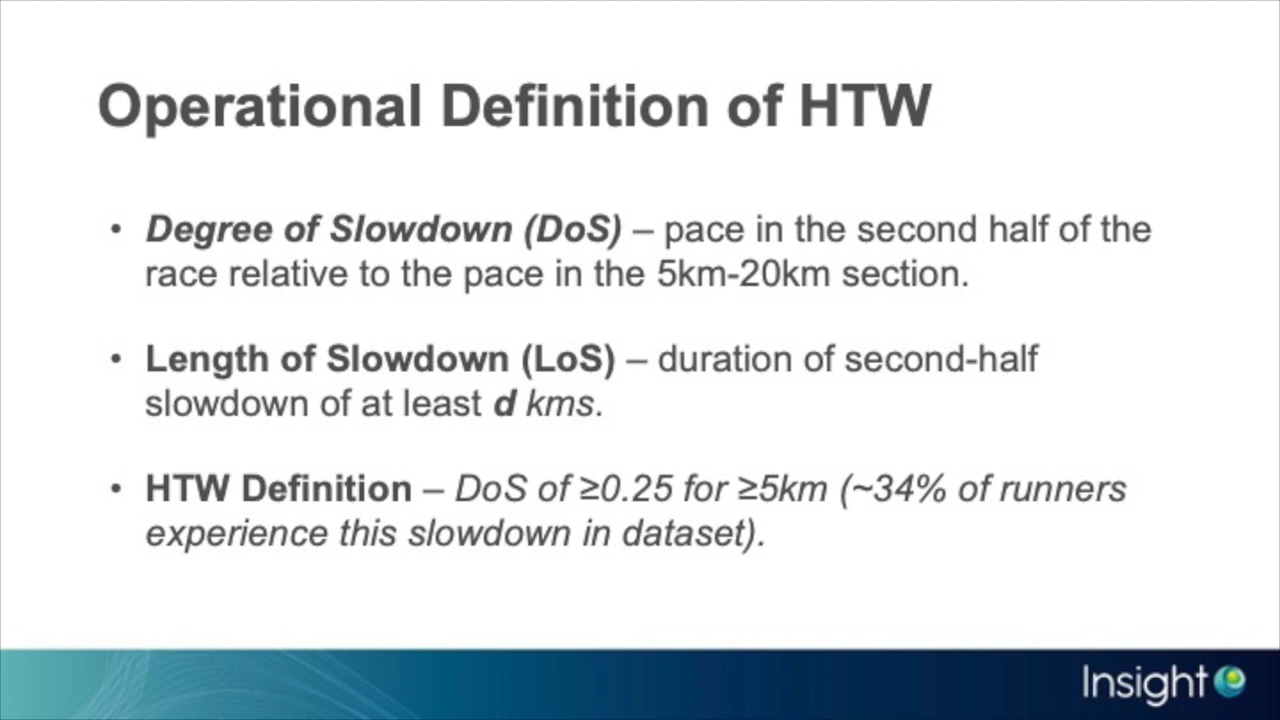 Operational Definition of HTW
• Degree of Slowdown (DoS) – pace in the second half of the
race relative to the pace in the 5km-20km section.
• Length of Slowdown (LoS) – duration of second-half
slowdown of at least d kms.
• HTW Definition – DoS of ≥0.25 for ≥5km (~34% of runners
experience this slowdown in dataset).
Insight